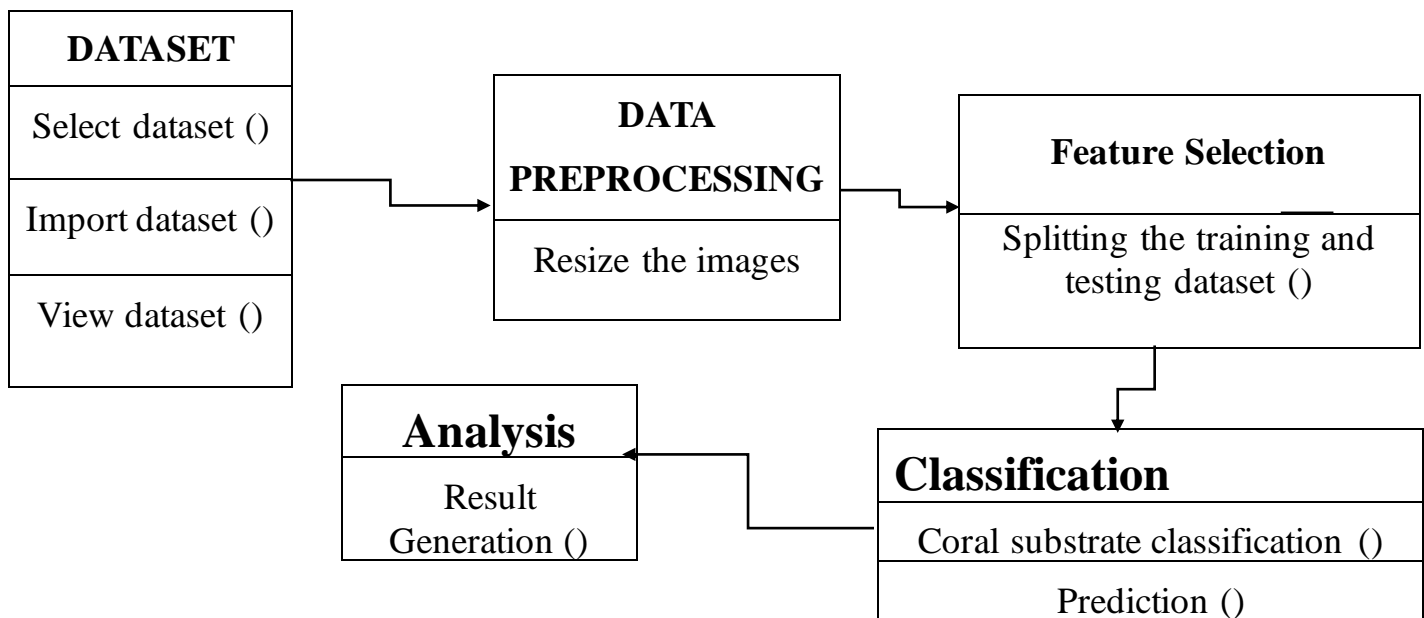 DATASET
Select dataset ()
Import dataset ()
View dataset ()
DATA
PREPROCESSING
Resize the images
Feature Selection
Splitting the training and
testing dataset ()
Analysis
Result
Generation ()
Classification
Coral substrate classification ()
Prediction ()